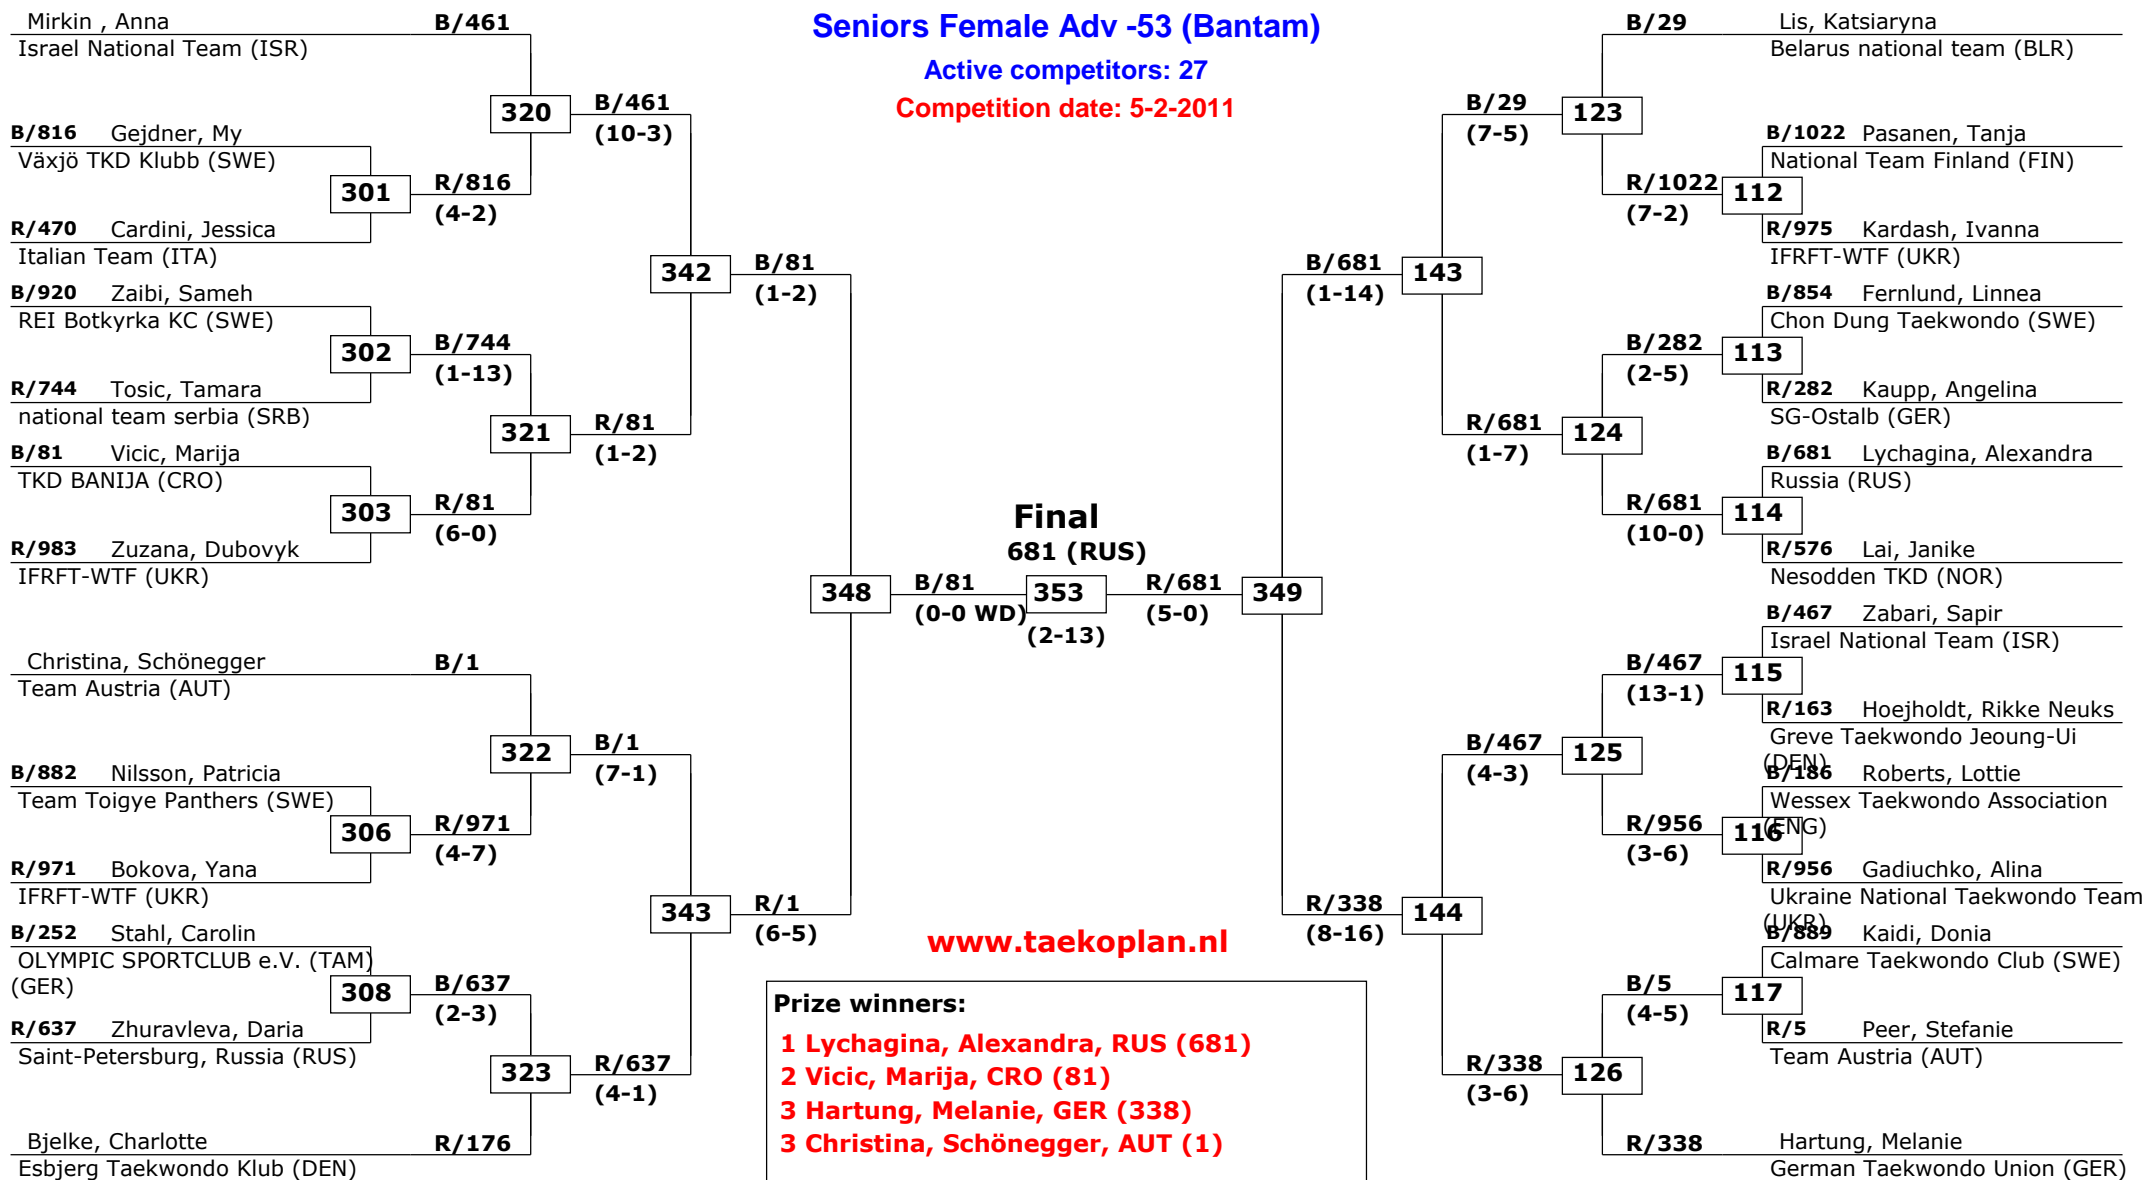 Seniors Female Adv -53 (Bantam)
Active competitors: 27
Competition date: 5-2-2011
Mirkin , Anna
B/461
Israel National Team (ISR)
B/816 Gejdner, My
Växjö TKD Klubb (SWE)
301
R/816
(4-2)
R/470 Cardini, Jessica
Italian Team (ITA)
320
B/461
(10-3)
B/920 Zaibi, Sameh
REI Botkyrka KC (SWE)
302
B/744
(1-13)
R/744 Tosic, Tamara
national team serbia (SRB)
321
R/81
(1-2)
B/81 Vicic, Marija
TKD BANIJA (CRO)
303
R/81
(6-0)
R/983 Zuzana, Dubovyk
IFRFT-WTF (UKR)
342
B/81
(1-2)
Christina, Schönegger
B/1
Team Austria (AUT)
322
B/1
(7-1)
B/882 Nilsson, Patricia
Team Toigye Panthers (SWE)
306
R/971
(4-7)
R/971 Bokova, Yana
IFRFT-WTF (UKR)
343
R/1
(6-5)
B/252 Stahl, Carolin
OLYMPIC SPORTCLUB e.V. (TAM)
(GER)
308
B/637
(2-3)
R/637 Zhuravleva, Daria
Saint-Petersburg, Russia (RUS)
323
R/637
(4-1)
Bjelke, Charlotte
R/176
Esbjerg Taekwondo Klub (DEN)
348
B/81
(0-0 WD)
Final
681 (RUS)
353
(2-13)
R/681
(5-0)
349
B/29 Lis, Katsiaryna
Belarus national team (BLR)
B/29
(7-5)
123
B/1022 Pasanen, Tanja
National Team Finland (FIN)
R/1022
(7-2)
112
R/975 Kardash, Ivanna
IFRFT-WTF (UKR)
B/681
(1-14)
143
B/854 Fernlund, Linnea
Chon Dung Taekwondo (SWE)
B/282
(2-5)
113
R/282 Kaupp, Angelina
SG-Ostalb (GER)
R/681
(1-7)
124
B/681 Lychagina, Alexandra
Russia (RUS)
R/681
(10-0)
114
R/576 Lai, Janike
Nesodden TKD (NOR)
B/467 Zabari, Sapir
Israel National Team (ISR)
B/467
(13-1)
115
R/163 Hoejholdt, Rikke Neuks
Greve Taekwondo Jeoung-Ui
(DEN)
B/467
(4-3)
125
B/186 Roberts, Lottie
Wessex Taekwondo Association
(ENG)
R/956
(3-6)
116
R/956 Gadiuchko, Alina
Ukraine National Taekwondo Team
(UKR)
R/338
(8-16)
144
B/889 Kaidi, Donia
Calmare Taekwondo Club (SWE)
B/5
(4-5)
117
R/5 Peer, Stefanie
Team Austria (AUT)
R/338
(3-6)
126
R/338 Hartung, Melanie
German Taekwondo Union (GER)
www.taekoplan.nl
Prize winners:
1 Lychagina, Alexandra, RUS (681)
2 Vicic, Marija, CRO (81)
3 Hartung, Melanie, GER (338)
3 Christina, Schönegger, AUT (1)